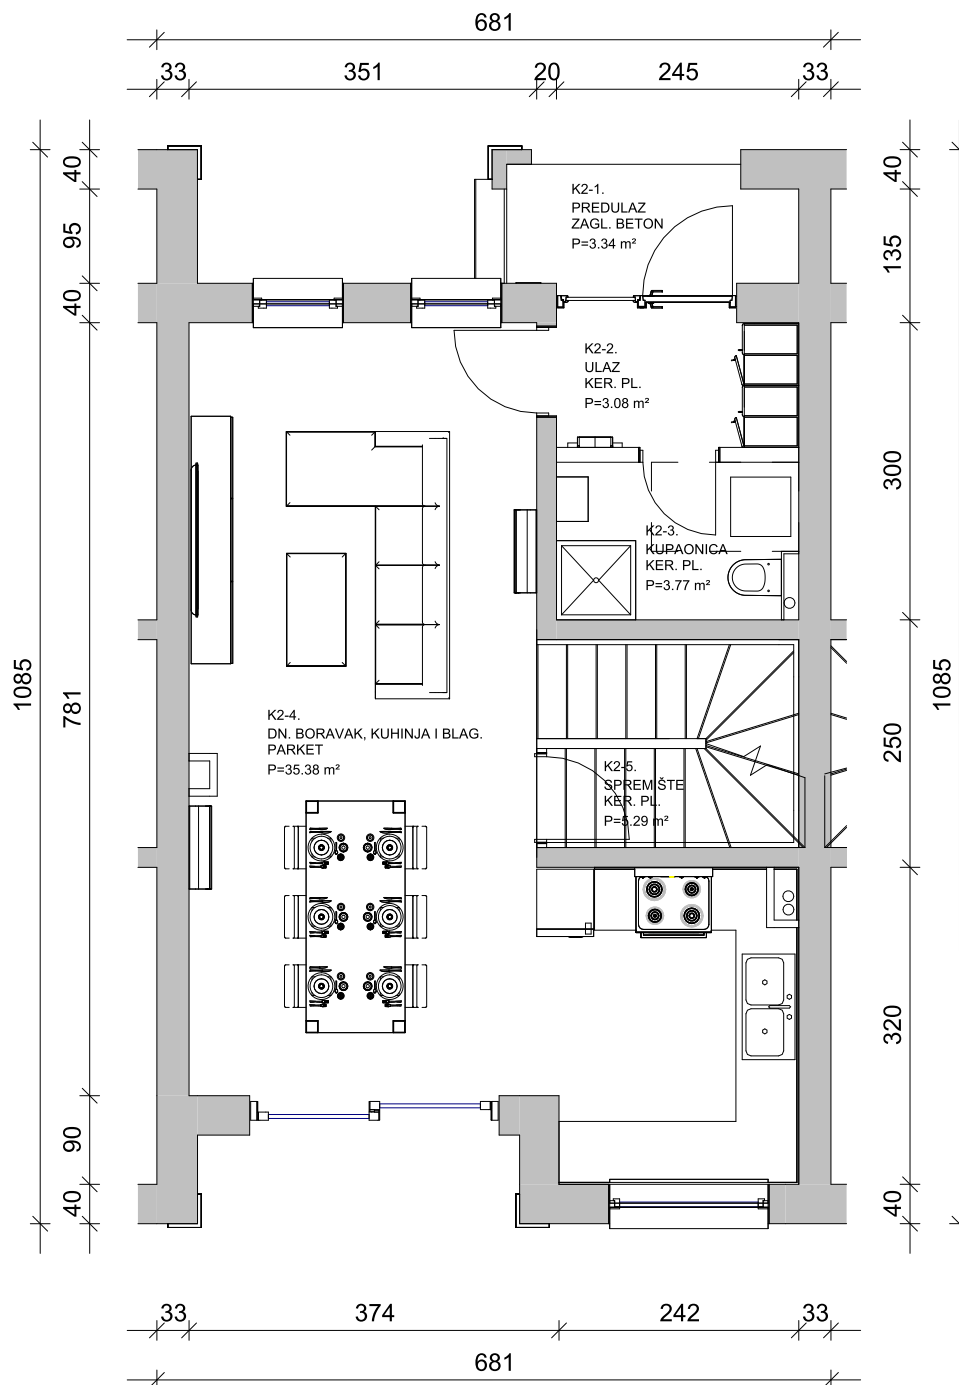 681
33 351 20 245 33
40
95
40
781
90
40
1085
40
135
300
250
320
40
1085
K2-1.
PREDULAZ
ZAGL. BETON
P=3.34 m²
K2-2.
ULAZ
KER. PL.
P=3.08 m²
K2-3.
KUPAONICA
KER. PL.
P=3.77 m²
K2-4.
DN. BORAVAK, KUHINJA I BLAG.
PARKET
P=35.38 m²
K2-5.
SPREMIŠTE
KER. PL.
P=5.29 m²
33 374 242 33
681